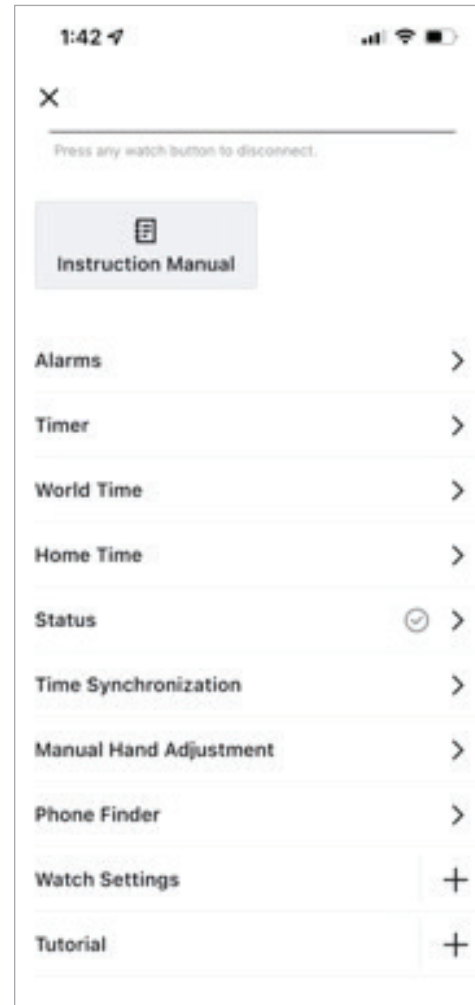 1:42
Press any watch button to disconnect.
Instruction Manual
Alarms
Timer
World Time
Home Time
Status
Time Synchronization
Manual Hand Adjustment
Phone Finder
Watch Settings
Tutorial